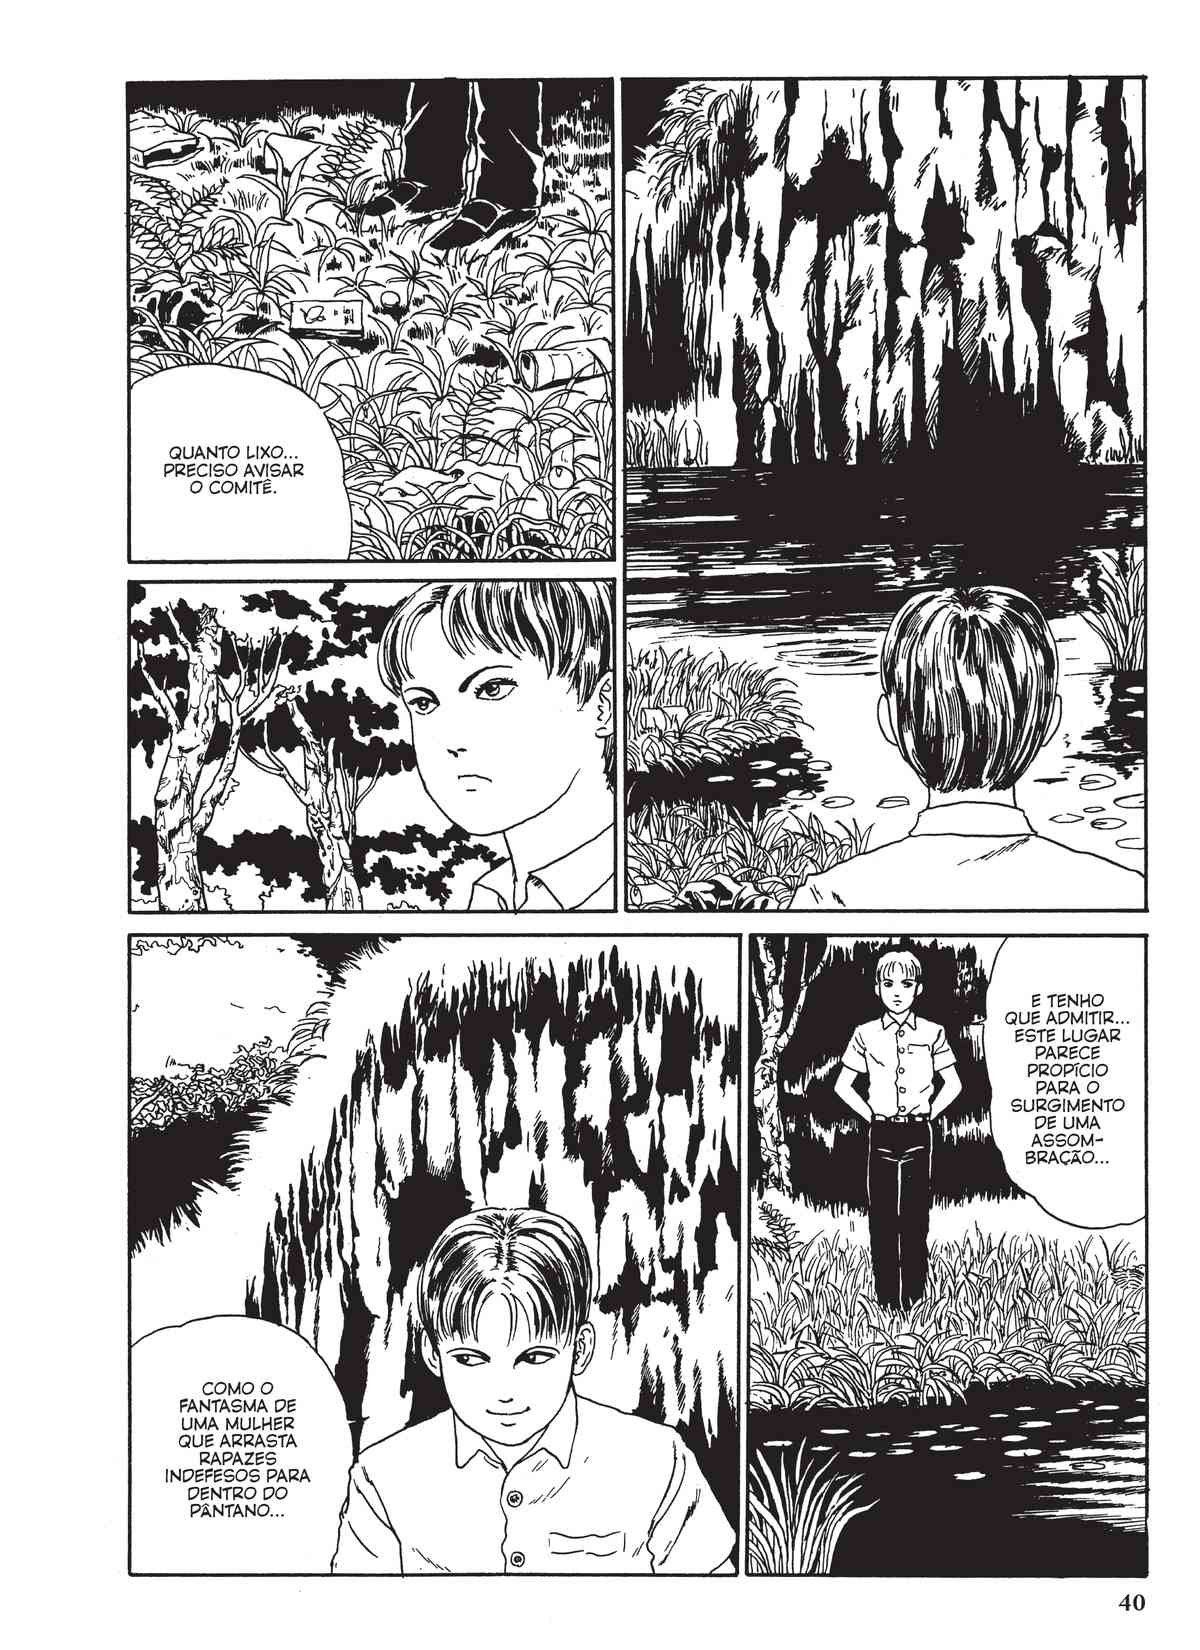 QUANTO LIXO...
PRECISO AVISAR
O COMITÊ.
E TENHO
QUE ADMITIR...
ESTE LUGAR
PARECE
PROPÍCIO
PARA O
SURGIMENTO
DE UMA
ASSOM-
BRAÇÃO...
COMO O
FANTASMA DE
UMA MULHER
QUE ARRASTA
RAPAZES
INDEFESOS PARA
DENTRO DO
PÂNTANO...
40